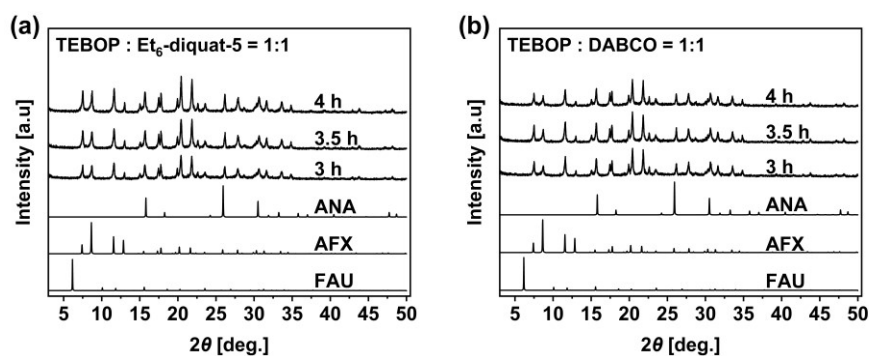 (a)
TEBOP : Et₆-diquat-5 = 1:1
4 h
3.5 h
3 h
ANA
AFX
FAU
Intensity [a.u]
5 10 15 20 25 30 35 40 45 50
2θ [deg.]
(b)
TEBOP : DABCO = 1:1
4 h
3.5 h
3 h
ANA
AFX
FAU
Intensity [a.u]
5 10 15 20 25 30 35 40 45 50
2θ [deg.]